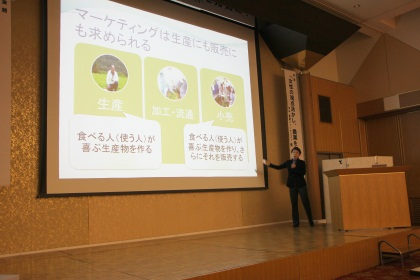 マーケティングは生産にも販売に
も求められる
生産
加工・流通
小売
食べる人（使う人）が
喜ぶ生産物を作る
食べる人（使う人）が
喜ぶ生産物を作り、さ
らにそれを販売する